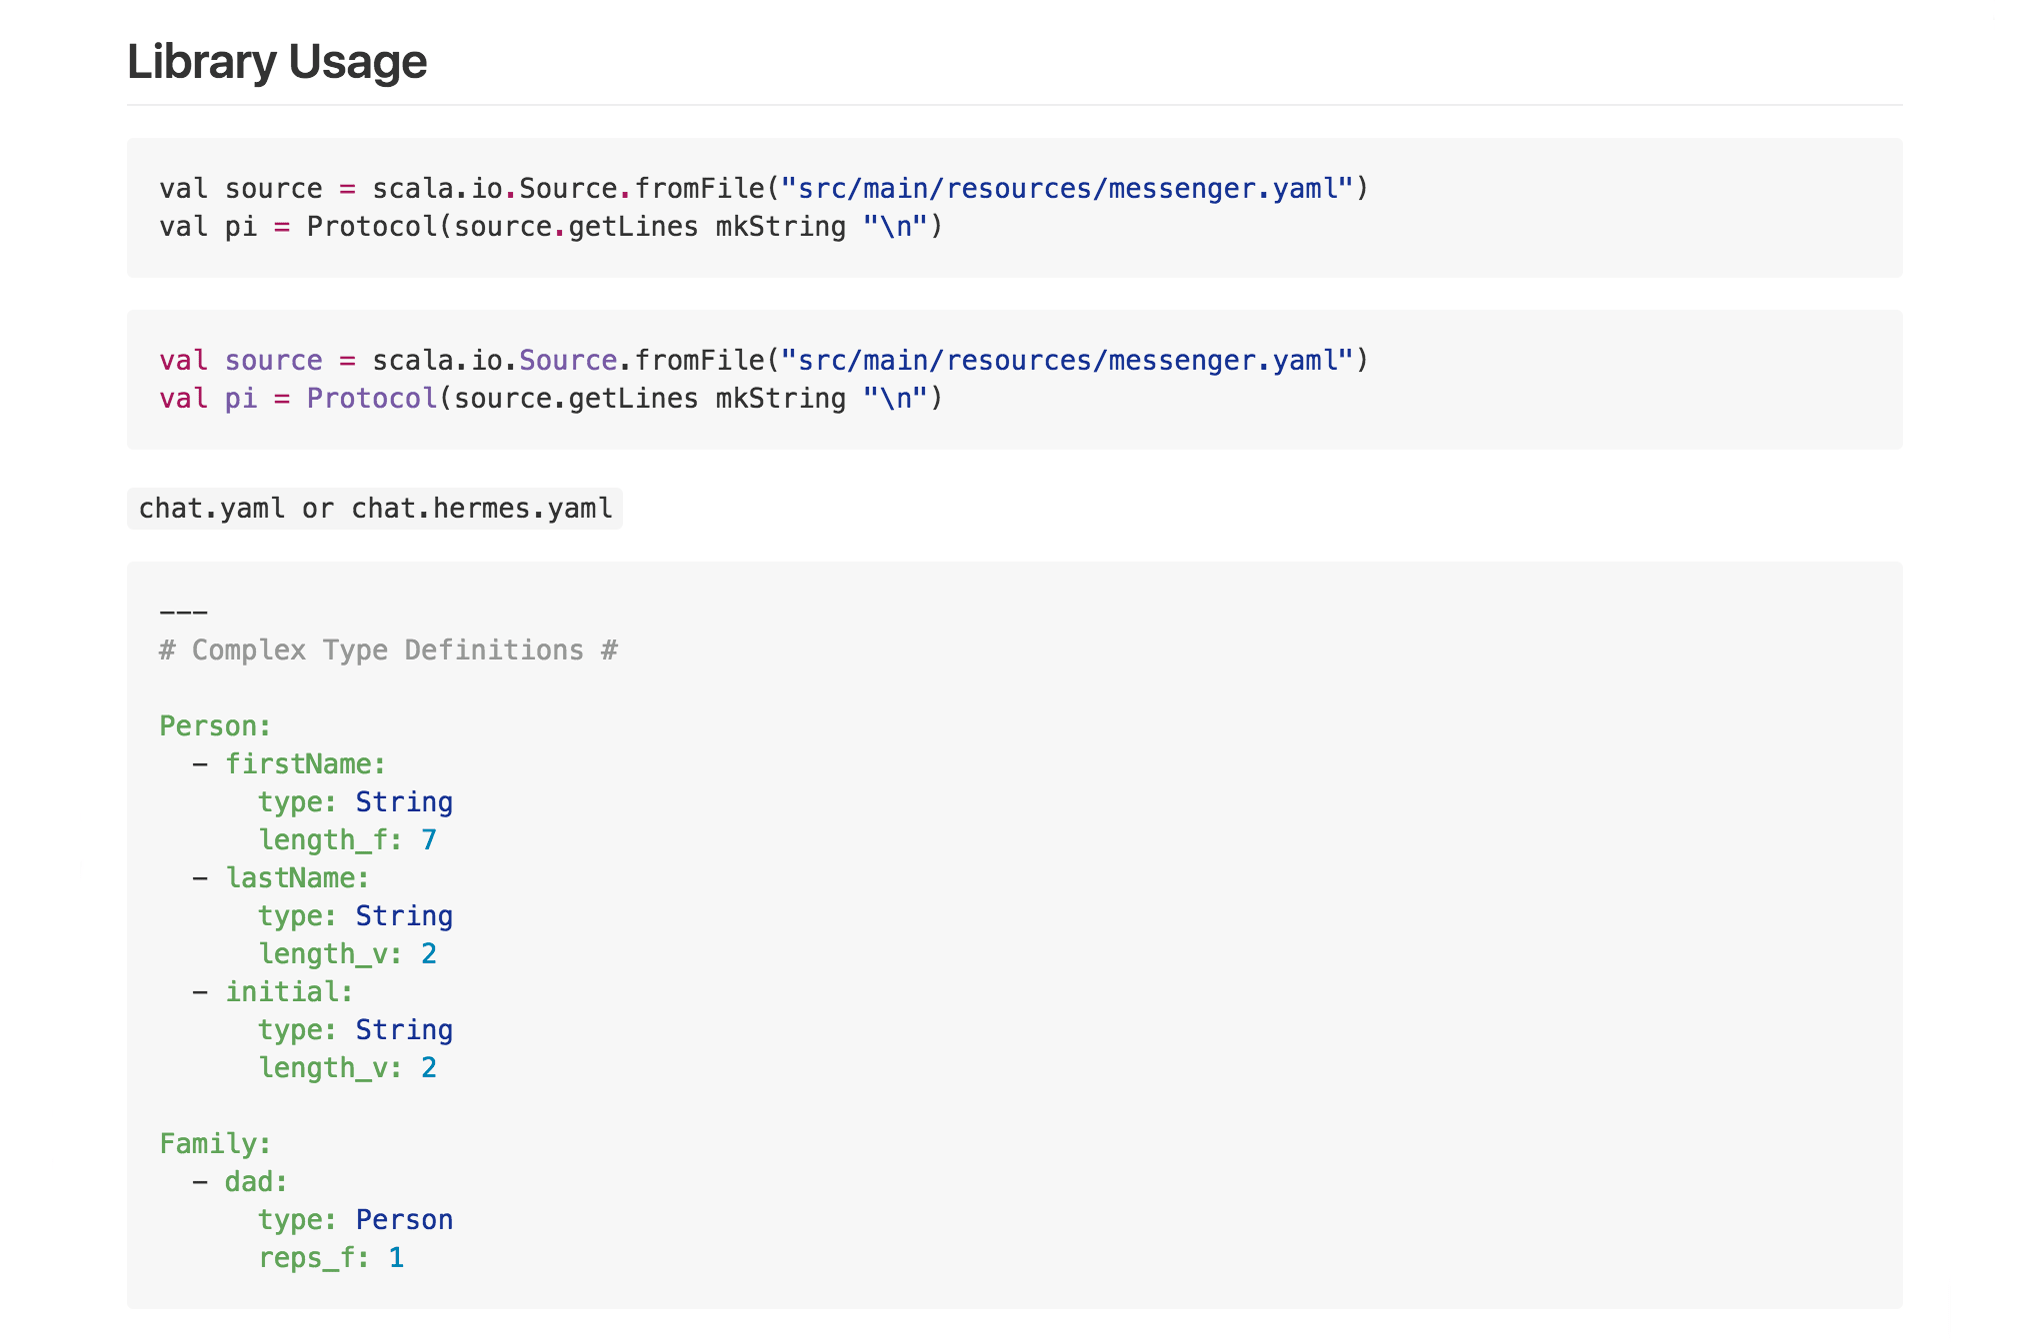 Library Usage
val source = scala.io.Source.fromFile("src/main/resources/messenger.yaml")
val pi = Protocol(source.getLines mkString "\n")
val source = scala.io.Source.fromFile("src/main/resources/messenger.yaml")
val pi = Protocol(source.getLines mkString "\n")
chat.yaml or chat.hermes.yaml
---
# Complex Type Definitions #
Person:
  - firstName:
      type: String
      length_f: 7
  - lastName:
      type: String
      length_v: 2
  - initial:
      type: String
      length_v: 2
Family:
  - dad:
      type: Person
      reps_f: 1